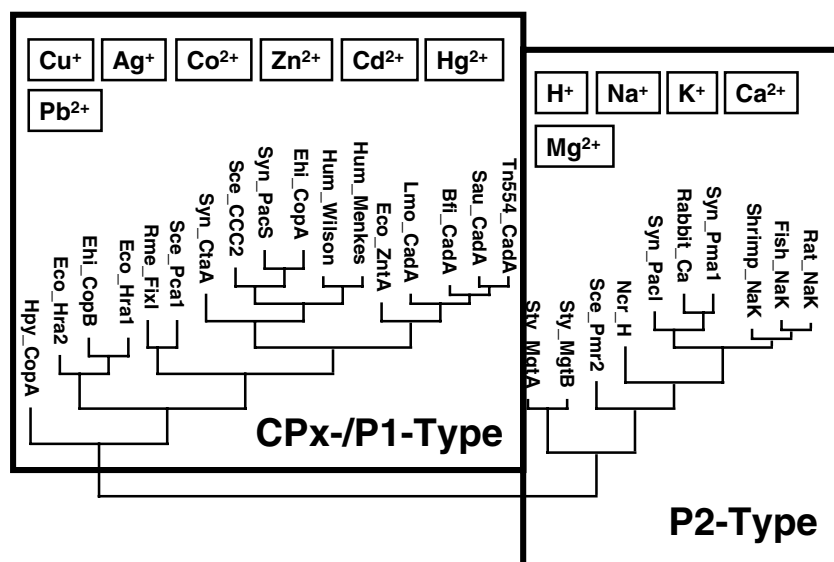 Cu+ Ag+ Co2+ Zn2+ Cd2+ Hg2+
Pb2+
H+ Na+ K+ Ca2+
Mg2+
Hpy_CopA
Eco_Hra2
Ehi_CopB
Eco_Hra1
Rme_FixI
Sce_Pca1
Syn_CtaA
Sce_CCC2
Syn_PacS
Ehi_CopA
Hum_Wilson
Hum_Menkes
Eco_ZntA
Lmo_CadA
Bfi_CadA
Sau_CadA
Tn554_CadA
Sty_MgtA
Sty_MgtB
Sce_Pmr2
Ncr_H
Syn_PacI
Rabbit_Ca
Syn_Pma1
Shrimp_NaK
Fish_NaK
Rat_NaK
CPx-/P1-Type
P2-Type